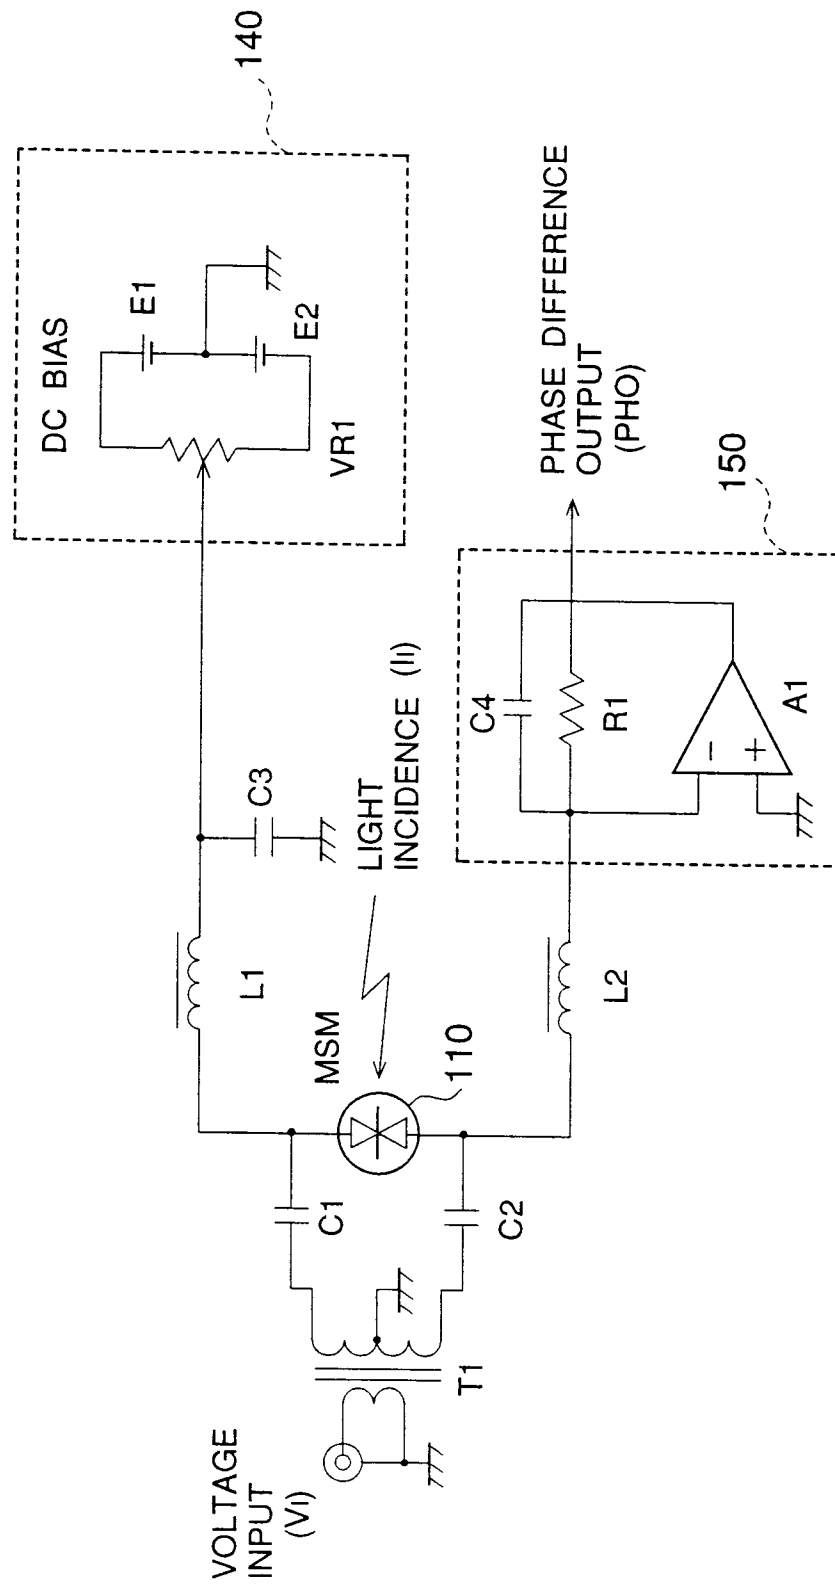 VOLTAGE
INPUT
(VI)
T1
C1
C2
MSM
110
LIGHT
INCIDENCE (II)
L1
L2
C3
DC BIAS
E1
E2
VR1
140
C4
R1
A1
−
+
150
PHASE DIFFERENCE
OUTPUT
(PHO)